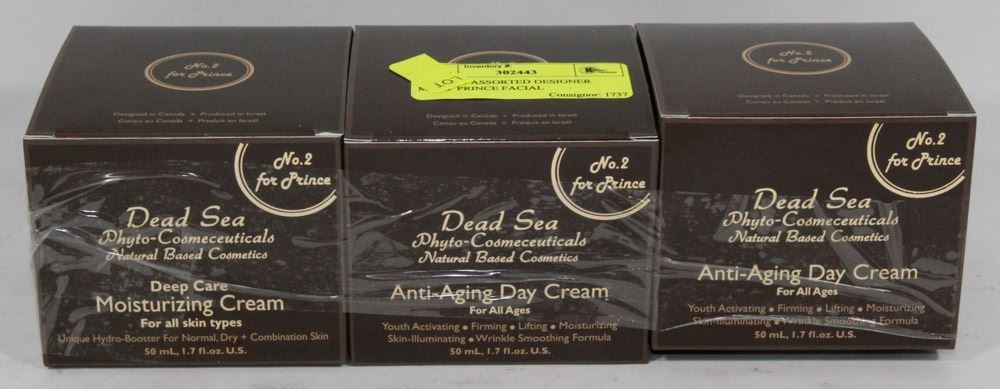 No.2
for Prince
Designed in Canada • Produced in Israel
Conçu au Canada • Produit en Israël
No.2
for Prince
Dead Sea
Phyto-Cosmeceuticals
Natural Based Cosmetics
Deep Care
Moisturizing Cream
For all skin types
Unique Hydro-Booster For Normal, Dry + Combination Skin
50 mL, 1.7 fl.oz. U.S.
A LOT
Inventory #:
302443
ASSORTED DESIGNER
PRINCE FACIAL
Consignor: 1737
Designed in Canada • Produced in Israel
Conçu au Canada • Produit en Israël
No.2
for Prince
Dead Sea
Phyto-Cosmeceuticals
Natural Based Cosmetics
Anti-Aging Day Cream
For All Ages
Youth Activating • Firming • Lifting • Moisturizing
Skin-Illuminating • Wrinkle Smoothing Formula
50 mL, 1.7 fl.oz. U.S.
No.2
for Prince
Designed in Canada • Produced in Israel
Conçu au Canada • Produit en Israël
No.2
for Prince
Dead Sea
Phyto-Cosmeceuticals
Natural Based Cosmetics
Anti-Aging Day Cream
For All Ages
Youth Activating • Firming • Lifting • Moisturizing
Skin-Illuminating • Wrinkle Smoothing Formula
50 mL, 1.7 fl.oz. U.S.